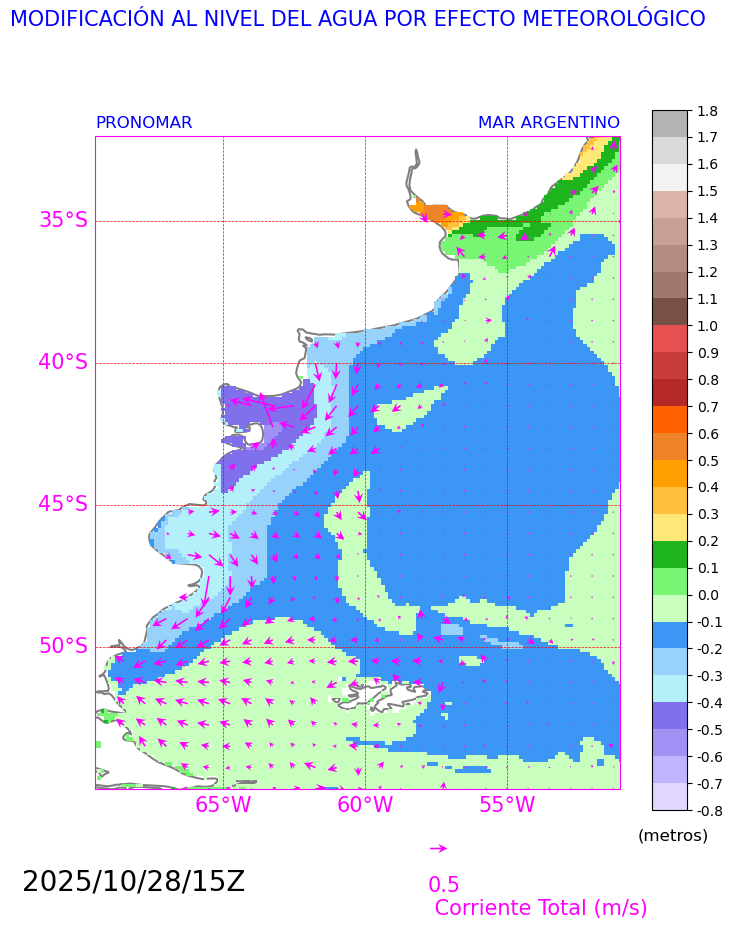 MODIFICACIÓN AL NIVEL DEL AGUA POR EFECTO METEOROLÓGICO
PRONOMAR MAR ARGENTINO
35°S
40°S
45°S
50°S
65°W 60°W 55°W
1.8
1.7
1.6
1.5
1.4
1.3
1.2
1.1
1.0
0.9
0.8
0.7
0.6
0.5
0.4
0.3
0.2
0.1
0.0
-0.1
-0.2
-0.3
-0.4
-0.5
-0.6
-0.7
-0.8
(metros)
2025/10/28/15Z
0.5
Corriente Total (m/s)